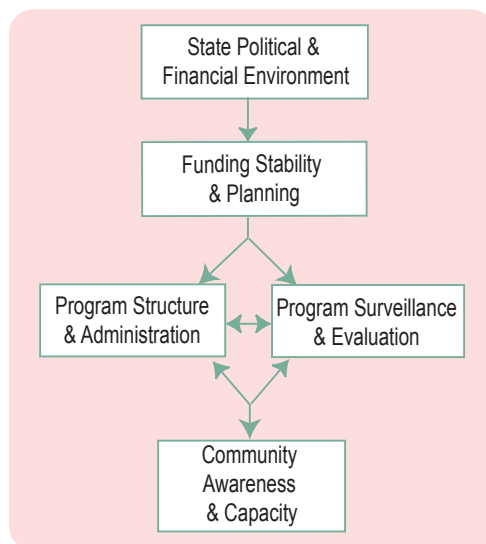 State Political &
Financial Environment
Funding Stability
& Planning
Program Structure
& Administration
Program Surveillance
& Evaluation
Community
Awareness
& Capacity